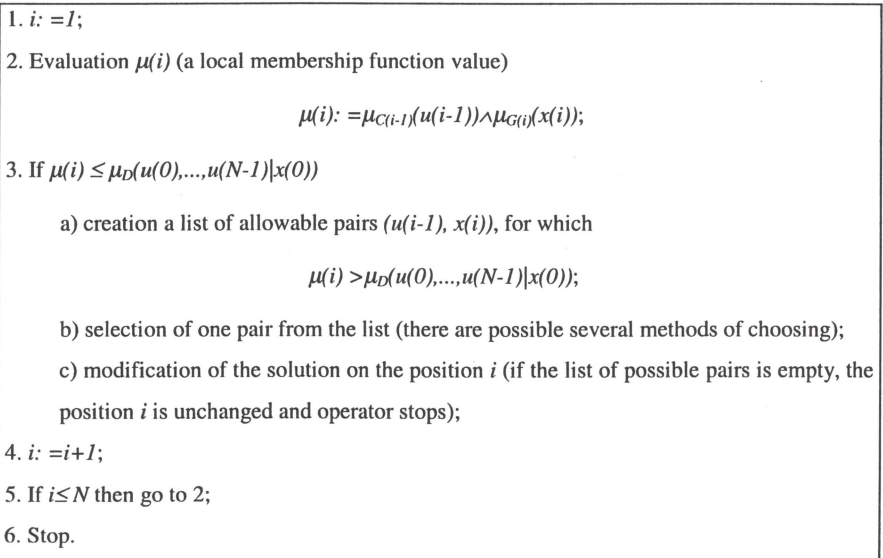 1. i: =1;
2. Evaluation μ(i) (a local membership function value)
μ(i): =μC(i-1)(u(i-1))∧μG(i)(x(i));
3. If μ(i) ≤ μD(u(0),...,u(N-1)|x(0))
a) creation a list of allowable pairs (u(i-1), x(i)), for which
μ(i) >μD(u(0),...,u(N-1)|x(0));
b) selection of one pair from the list (there are possible several methods of choosing);
c) modification of the solution on the position i (if the list of possible pairs is empty, the
position i is unchanged and operator stops);
4. i: =i+1;
5. If i≤N then go to 2;
6. Stop.